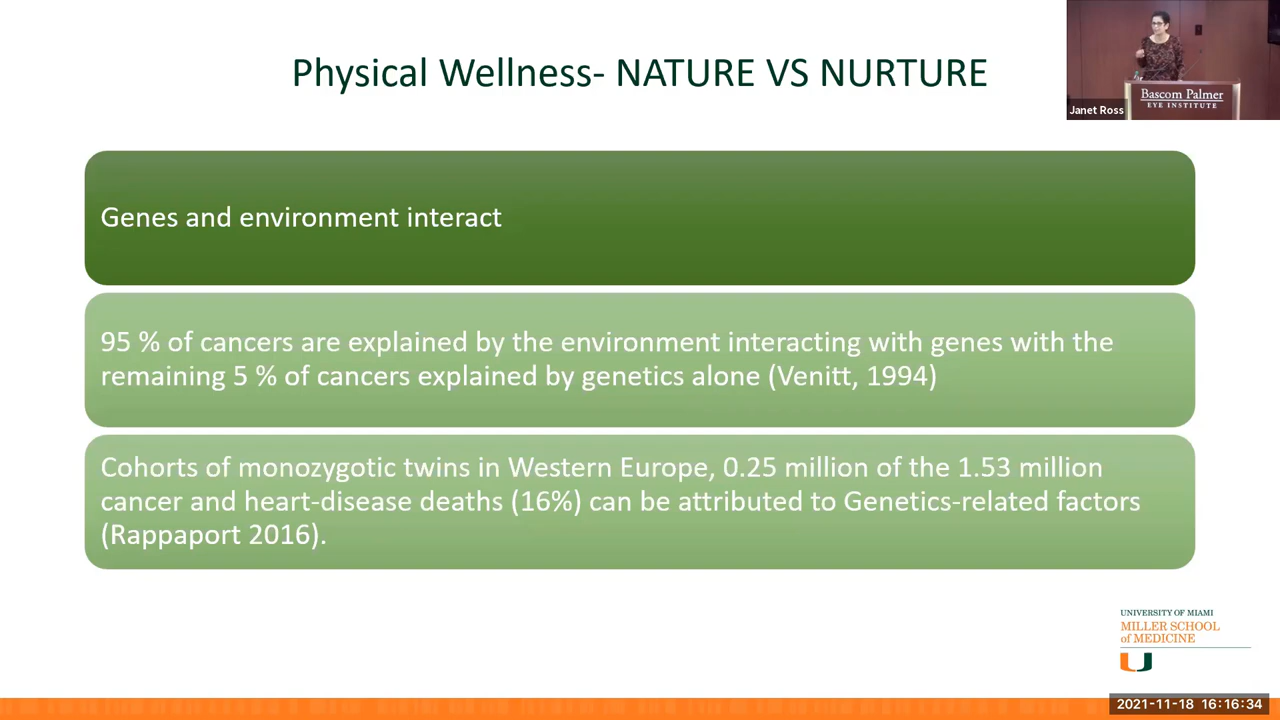 Physical Wellness- NATURE VS NURTURE
Janet Ross
Bascom Palmer
EYE INSTITUTE
Genes and environment interact
95 % of cancers are explained by the environment interacting with genes with the
remaining 5 % of cancers explained by genetics alone (Venitt, 1994)
Cohorts of monozygotic twins in Western Europe, 0.25 million of the 1.53 million
cancer and heart-disease deaths (16%) can be attributed to Genetics-related factors
(Rappaport 2016).
UNIVERSITY OF MIAMI
MILLER SCHOOL
of MEDICINE
2021-11-18 16:16:34